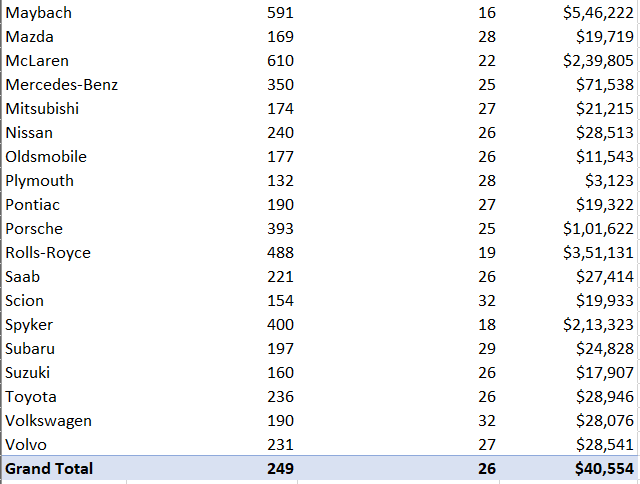 Maybach 591 16 $5,46,222
Mazda 169 28 $19,719
McLaren 610 22 $2,39,805
Mercedes-Benz 350 25 $71,538
Mitsubishi 174 27 $21,215
Nissan 240 26 $28,513
Oldsmobile 177 26 $11,543
Plymouth 132 28 $3,123
Pontiac 190 27 $19,322
Porsche 393 25 $1,01,622
Rolls-Royce 488 19 $3,51,131
Saab 221 26 $27,414
Scion 154 32 $19,933
Spyker 400 18 $2,13,323
Subaru 197 29 $24,828
Suzuki 160 26 $17,907
Toyota 236 26 $28,946
Volkswagen 190 32 $28,076
Volvo 231 27 $28,541
Grand Total 249 26 $40,554